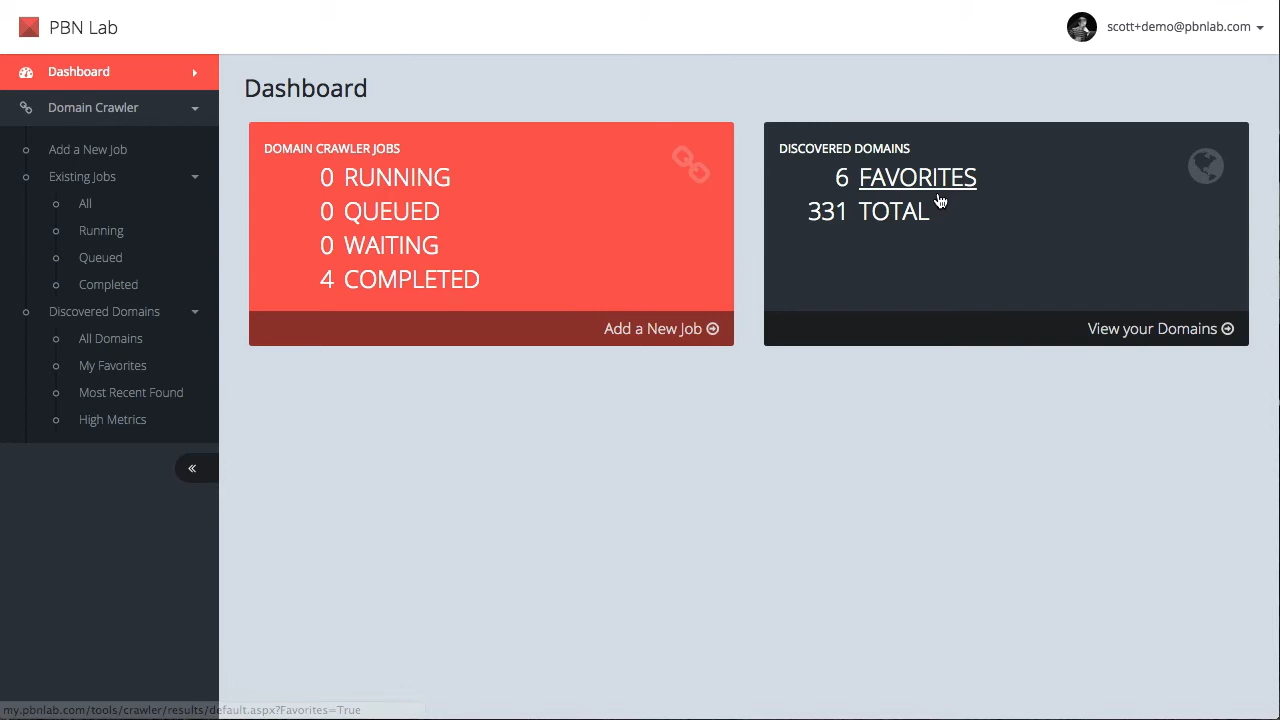 PBN Lab
scott+demo@pbnlab.com
Dashboard
Domain Crawler
Add a New Job
Existing Jobs
All
Running
Queued
Completed
Discovered Domains
All Domains
My Favorites
Most Recent Found
High Metrics
Dashboard
DOMAIN CRAWLER JOBS
0 RUNNING
0 QUEUED
0 WAITING
4 COMPLETED
Add a New Job
DISCOVERED DOMAINS
6 FAVORITES
331 TOTAL
View your Domains
my.pbnlab.com/tools/crawler/results/default.aspx?Favorites=True